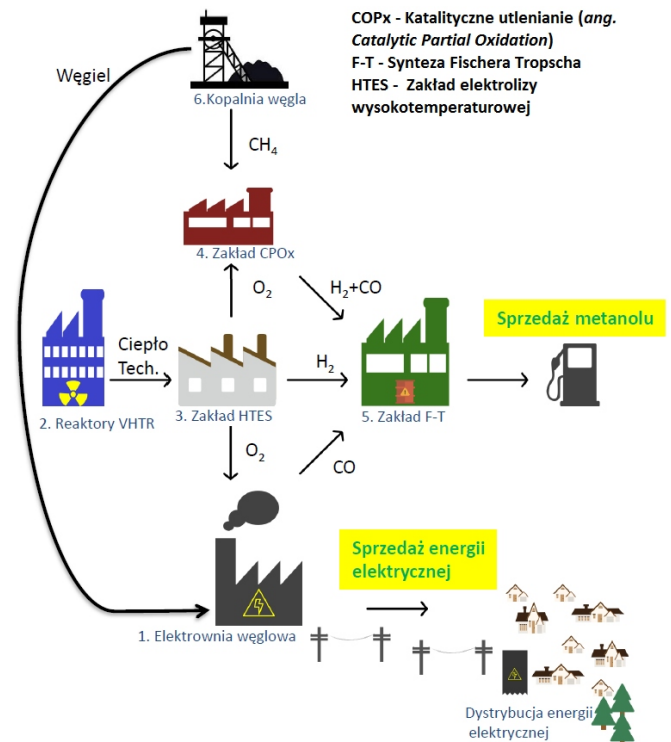 COPx - Katalityczne utlenianie (ang.
Catalytic Partial Oxidation)
F-T - Synteza Fischera Tropscha
HTES - Zakład elektrolizy
wysokotemperaturowej
Węgiel
6.Kopalnia węgla
CH4
4. Zakład CPOx
O2
H2+CO
Sprzedaż metanolu
Ciepło
Tech.
H2
2. Reaktory VHTR
3. Zakład HTES
5. Zakład F-T
O2
CO
Sprzedaż energii
elektrycznej
1. Elektrownia węglowa
Dystrybucja energii
elektrycznej